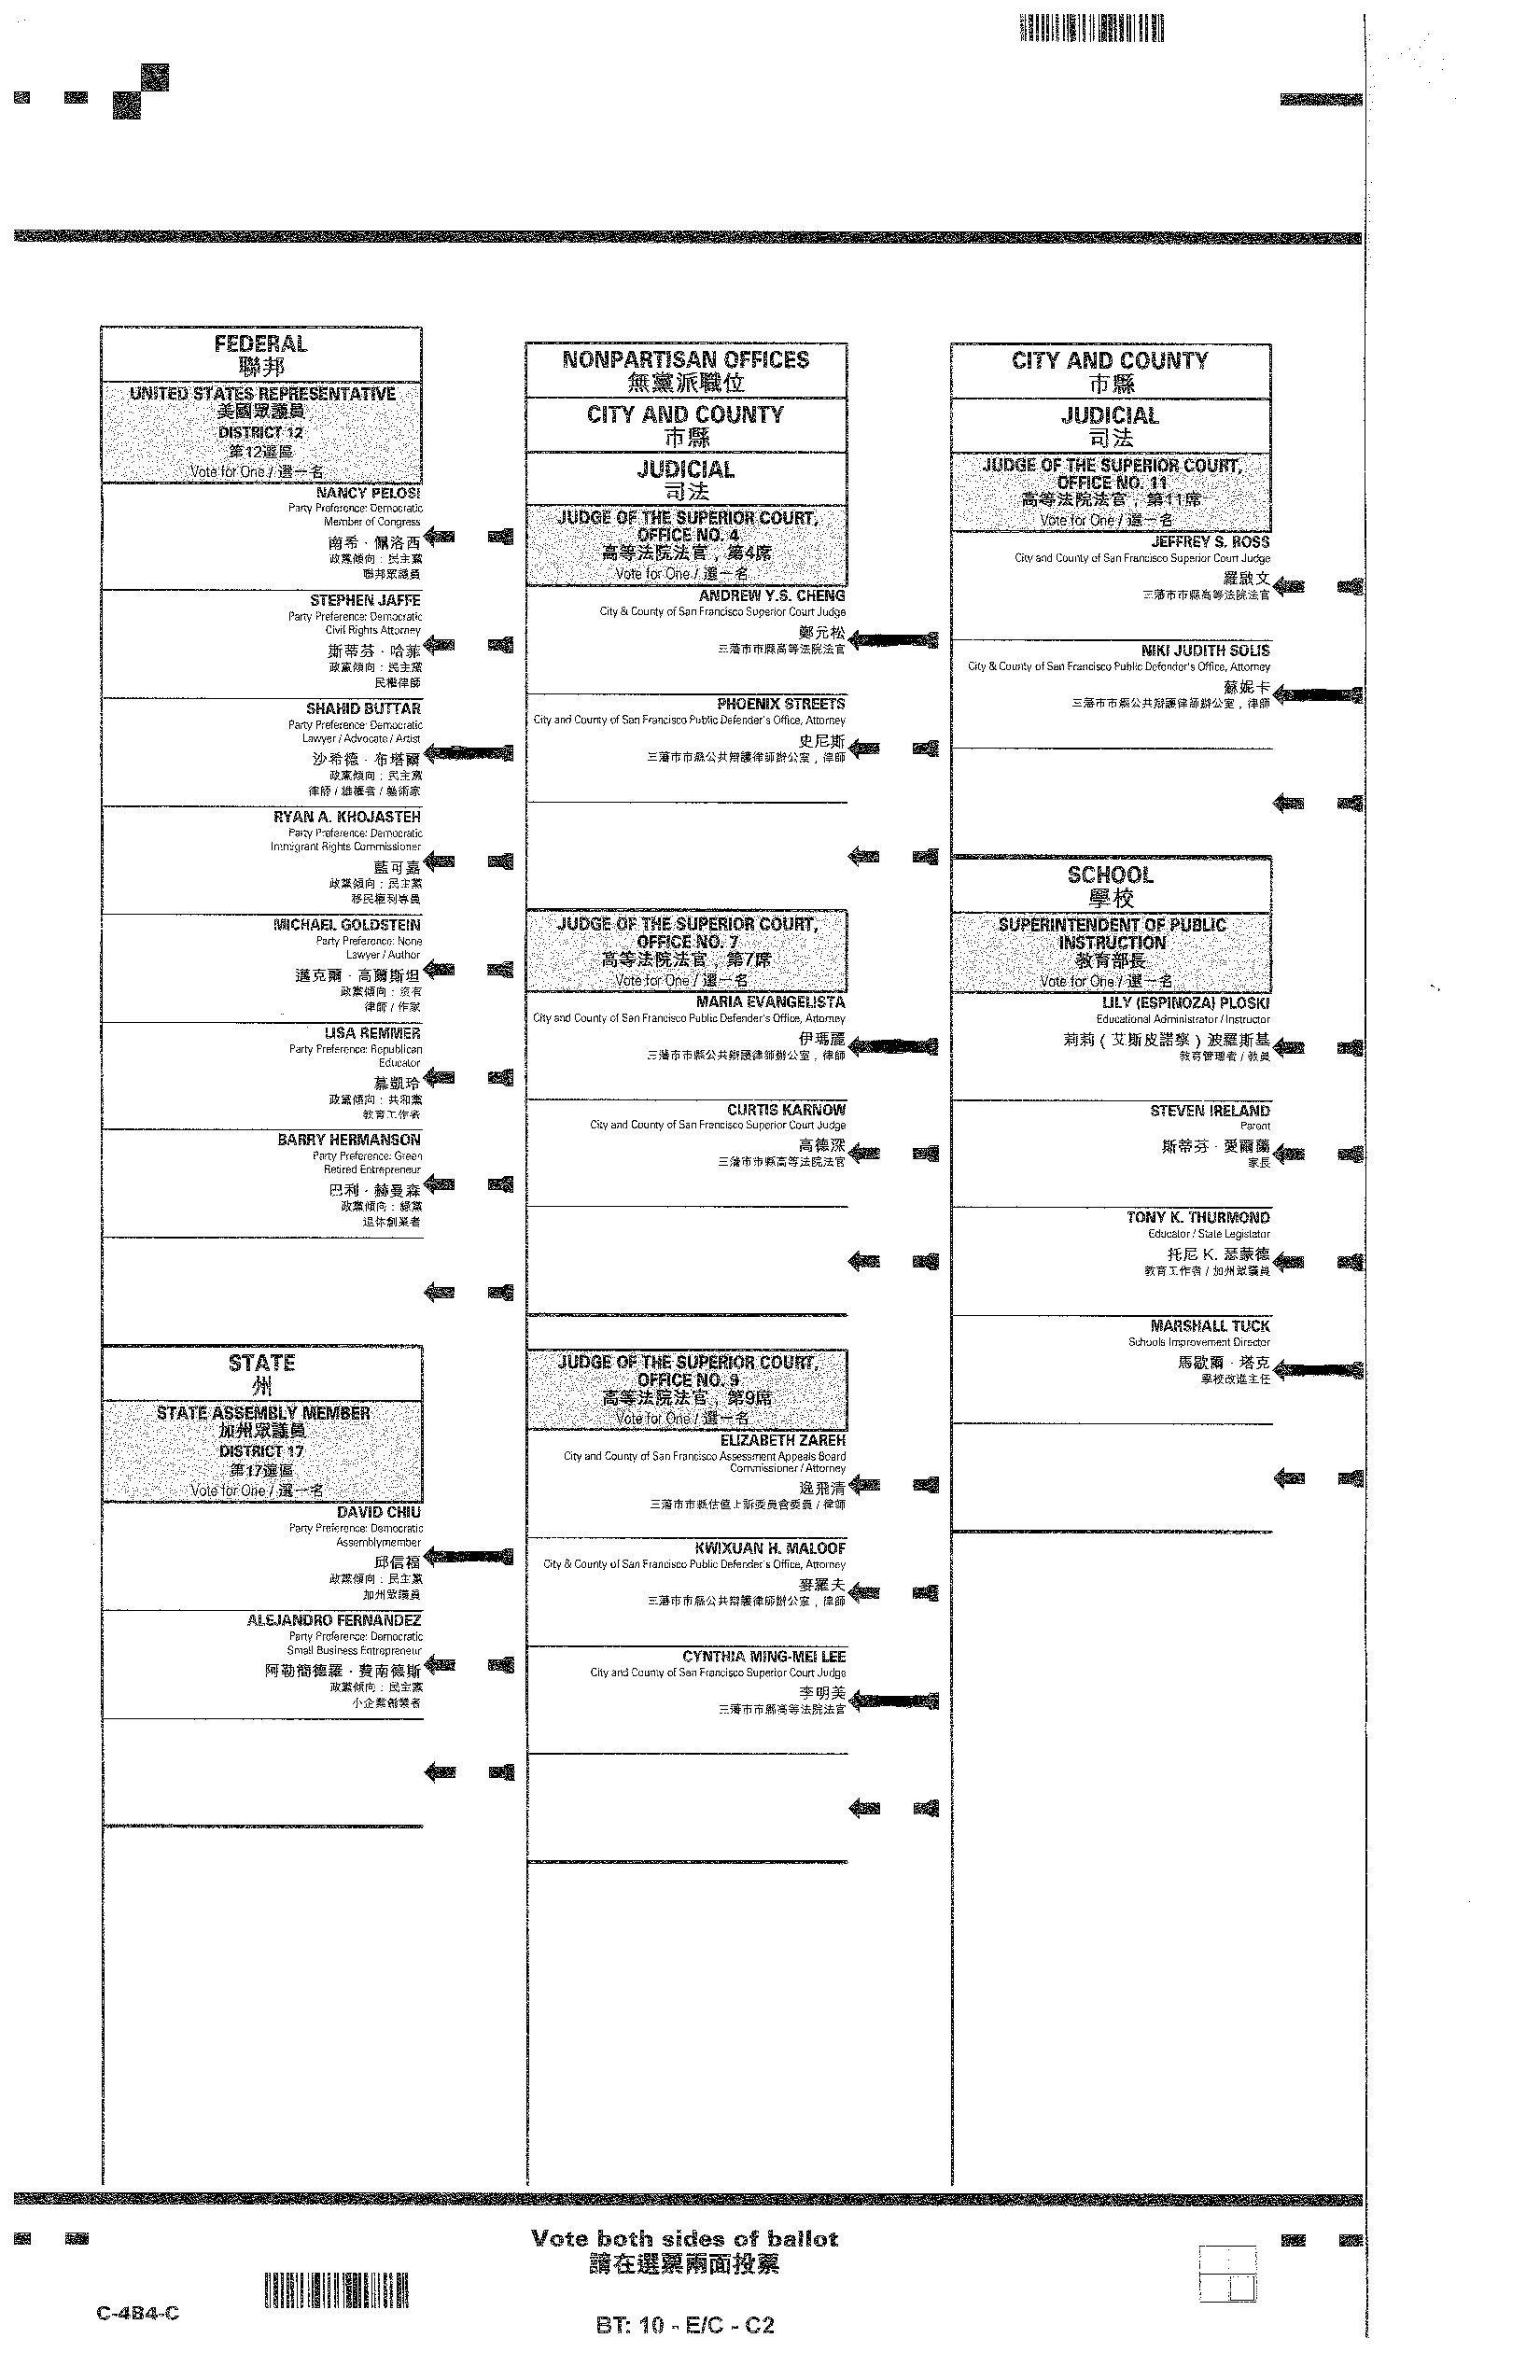 FEDERAL
聯邦
UNITED STATES REPRESENTATIVE
美國眾議員
DISTRICT 12
第12選區
Vote for One / 選一名
NANCY PELOSI
Party Preference: Democratic
Member of Congress
南希·佩洛西
政黨傾向：民主黨
聯邦眾議員
STEPHEN JAFFE
Party Preference: Democratic
Civil Rights Attorney
斯蒂芬·哈菲
政黨傾向：民主黨
民權律師
SHAHID BUTTAR
Party Preference: Democratic
Lawyer / Advocate / Artist
沙希德·布塔爾
政黨傾向：民主黨
律師 / 維權者 / 藝術家
RYAN A. KHOJASTEH
Party Preference: Democratic
Immigrant Rights Commissioner
藍可嘉
政黨傾向：民主黨
移民權利專員
MICHAEL GOLDSTEIN
Party Preference: None
Lawyer / Author
邁克爾·高爾斯坦
政黨傾向：沒有
律師 / 作家
LISA REMMER
Party Preference: Republican
Educator
慕凱玲
政黨傾向：共和黨
教育工作者
BARRY HERMANSON
Party Preference: Green
Retired Entrepreneur
巴利·赫曼森
政黨傾向：綠黨
退休創業者
STATE
州
STATE ASSEMBLY MEMBER
加州眾議員
DISTRICT 17
第17選區
Vote for One / 選一名
DAVID CHIU
Party Preference: Democratic
Assemblymember
邱信福
政黨傾向：民主黨
加州眾議員
ALEJANDRO FERNANDEZ
Party Preference: Democratic
Small Business Entrepreneur
阿勒簡德羅·費南德斯
政黨傾向：民主黨
小企業創業者
NONPARTISAN OFFICES
無黨派職位
CITY AND COUNTY
市縣
JUDICIAL
司法
JUDGE OF THE SUPERIOR COURT,
OFFICE NO. 4
高等法院法官，第4席
Vote for One / 選一名
ANDREW Y.S. CHENG
City & County of San Francisco Superior Court Judge
鄭元松
三藩市市縣高等法院法官
PHOENIX STREETS
City and County of San Francisco Public Defender's Office, Attorney
史尼斯
三藩市市縣公共辯護律師辦公室，律師
JUDGE OF THE SUPERIOR COURT,
OFFICE NO. 7
高等法院法官，第7席
Vote for One / 選一名
MARIA EVANGELISTA
City and County of San Francisco Public Defender's Office, Attorney
伊瑪麗
三藩市市縣公共辯護律師辦公室，律師
CURTIS KARNOW
City and County of San Francisco Superior Court Judge
高德深
三藩市市縣高等法院法官
JUDGE OF THE SUPERIOR COURT,
OFFICE NO. 9
高等法院法官，第9席
Vote for One / 選一名
ELIZABETH ZAREH
City and County of San Francisco Assessment Appeals Board
Commissioner / Attorney
逸飛清
三藩市市縣估值上訴委員會委員 / 律師
KWIXUAN H. MALOOF
City & County of San Francisco Public Defender's Office, Attorney
麥羅夫
三藩市市縣公共辯護律師辦公室，律師
CYNTHIA MING-MEI LEE
City and County of San Francisco Superior Court Judge
李明美
三藩市市縣高等法院法官
CITY AND COUNTY
市縣
JUDICIAL
司法
JUDGE OF THE SUPERIOR COURT,
OFFICE NO. 11
高等法院法官，第11席
Vote for One / 選一名
JEFFREY S. ROSS
City and County of San Francisco Superior Court Judge
羅啟文
三藩市市縣高等法院法官
NIKI JUDITH SOLIS
City & County of San Francisco Public Defender's Office, Attorney
蘇妮卡
三藩市市縣公共辯護律師辦公室，律師
SCHOOL
學校
SUPERINTENDENT OF PUBLIC
INSTRUCTION
教育部長
Vote for One / 選一名
LILY (ESPINOZA) PLOSKI
Educational Administrator / Instructor
莉莉（艾斯皮諾察）波羅斯基
教育管理者 / 教員
STEVEN IRELAND
Parent
斯蒂芬·愛爾蘭
家長
TONY K. THURMOND
Educator / State Legislator
托尼 K. 瑟蒙德
教育工作者 / 加州眾議員
MARSHALL TUCK
Schools Improvement Director
馬歇爾·塔克
學校改進主任
Vote both sides of ballot
請在選票兩面投票
C-484-C
BT: 10 - E/C - C2